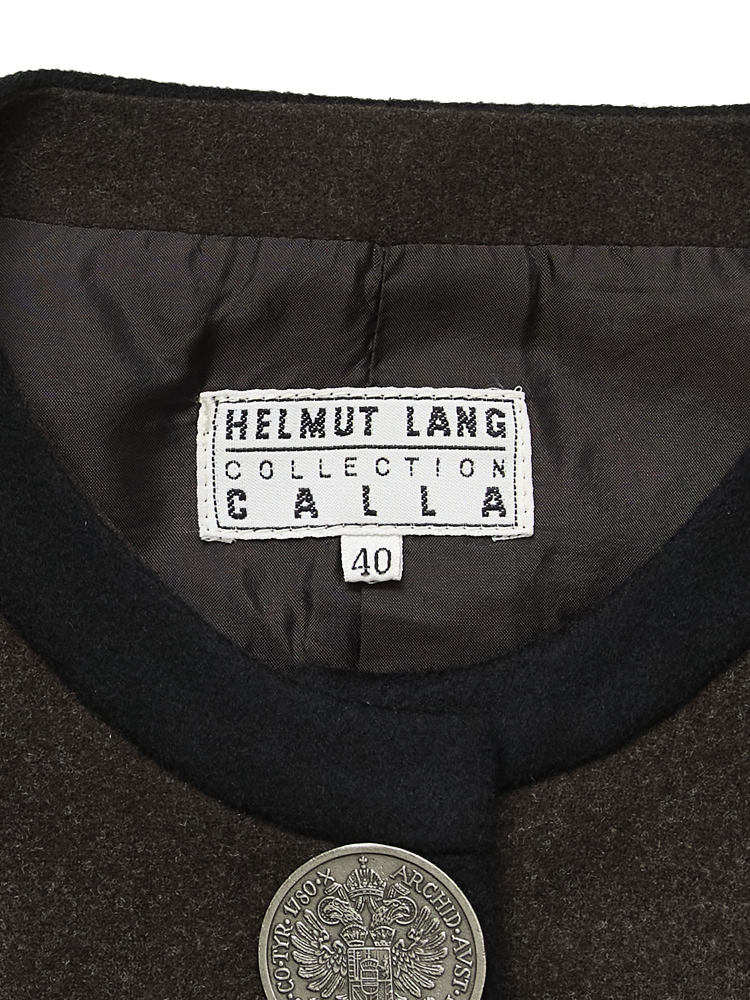 HELMUT LANG
COLLECTION
CALLA
40
ARCHID·AVST·
·CO·TYR·1780·X